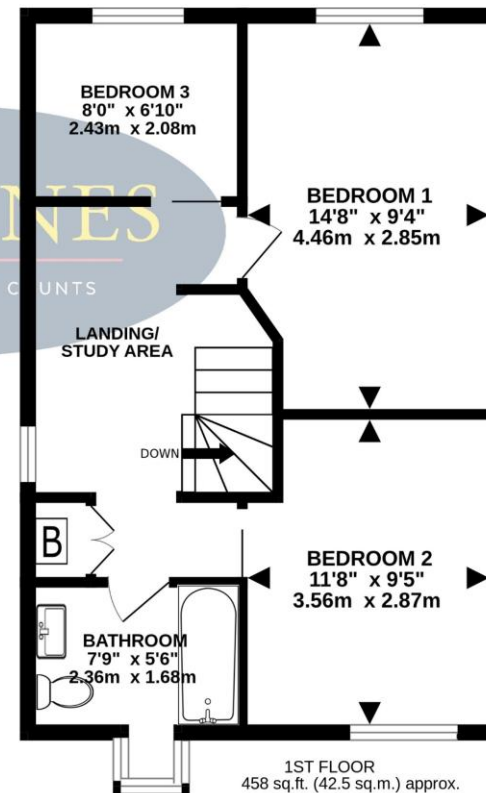 BEDROOM 3
8'0" x 6'10"
2.43m x 2.08m
BEDROOM 1
14'8" x 9'4"
4.46m x 2.85m
NES
COUNTS
LANDING/
STUDY AREA
DOWN
B
BEDROOM 2
11'8" x 9'5"
3.56m x 2.87m
BATHROOM
7'9" x 5'6"
2.36m x 1.68m
1ST FLOOR
458 sq.ft. (42.5 sq.m.) approx.